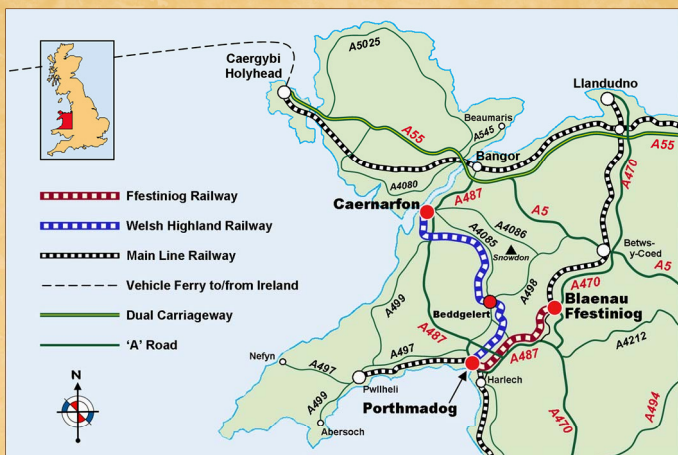 A5025
Caergybi
Holyhead
Llandudno
Beaumaris
A545
A55
A55
Bangor
A470
A4080
A487
Ffestiniog Railway
Caernarfon
A5
Welsh Highland Railway
A4085
A4086
Snowdon
Betws-
y-Coed
Main Line Railway
A5
A470
A498
Vehicle Ferry to/from Ireland
A499
Blaenau
Ffestiniog
Dual Carriageway
Beddgelert
A487
'A' Road
A4212
A487
Nefyn
A497
A497
N
Pwllheli
Harlech
A499
Porthmadog
A470
A494
Abersoch